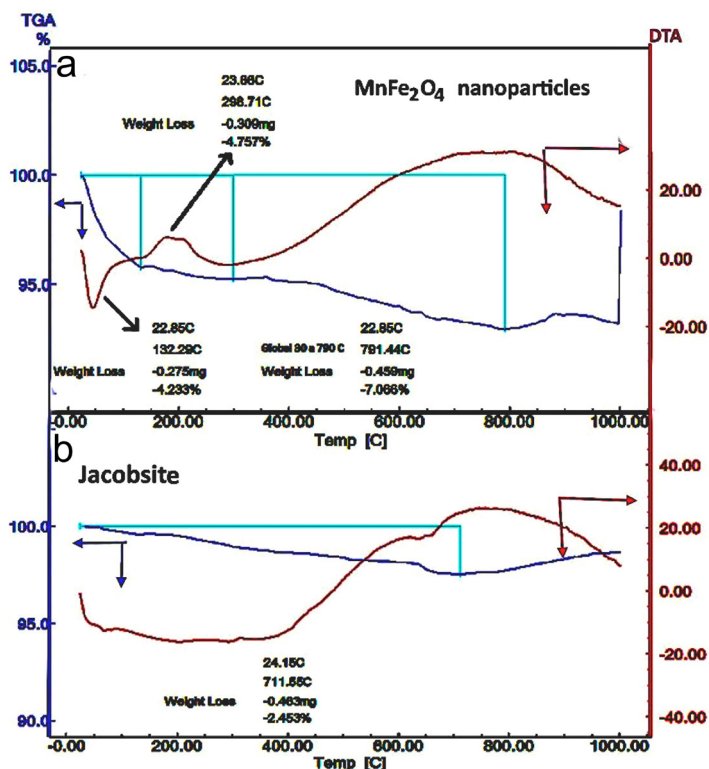 TGA
%
DTA
105.0
a
MnFe2O4 nanoparticles
23.86C
298.71C
Weight Loss
-0.309mg
-4.757%
100.0
20.00
0.00
95.0
-20.00
22.85C
132.29C
Weight Loss
-0.275mg
-4.233%
22.85C
Global 30 a 790 C
791.44C
Weight Loss
-0.459mg
-7.066%
-0.00
200.00
400.00
600.00
800.00
1000.00
Temp [C]
b
Jacobsite
40.00
100.0
20.00
0.00
95.0
-20.00
24.15C
711.55C
Weight Loss
-0.463mg
-2.453%
90.0
-40.00
-0.00
200.00
400.00
600.00
800.00
1000.00
Temp [C]